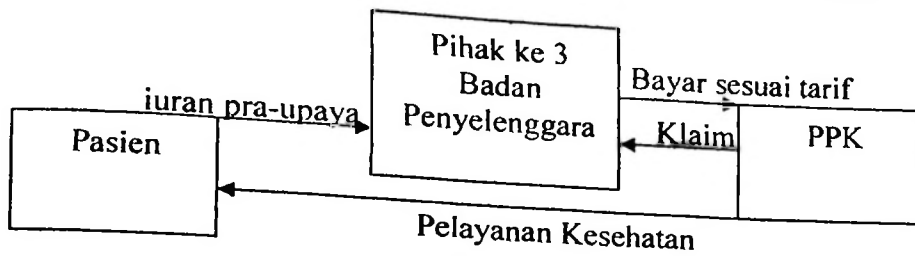 Pihak ke 3
Badan
Penyelenggara
iuran pra-upaya
Bayar sesuai tarif
Klaim
Pasien
PPK
Pelayanan Kesehatan